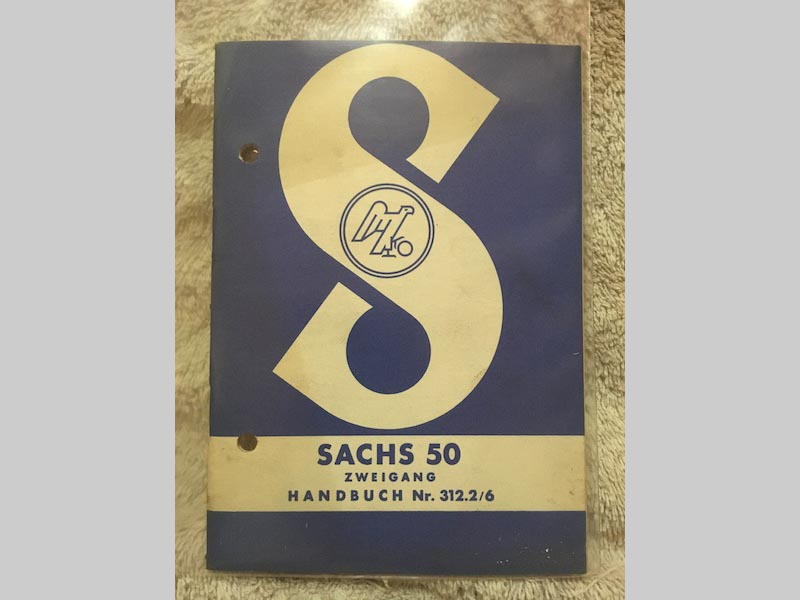 S
SACHS 50
ZWEIGANG
HANDBUCH Nr. 312.2/6